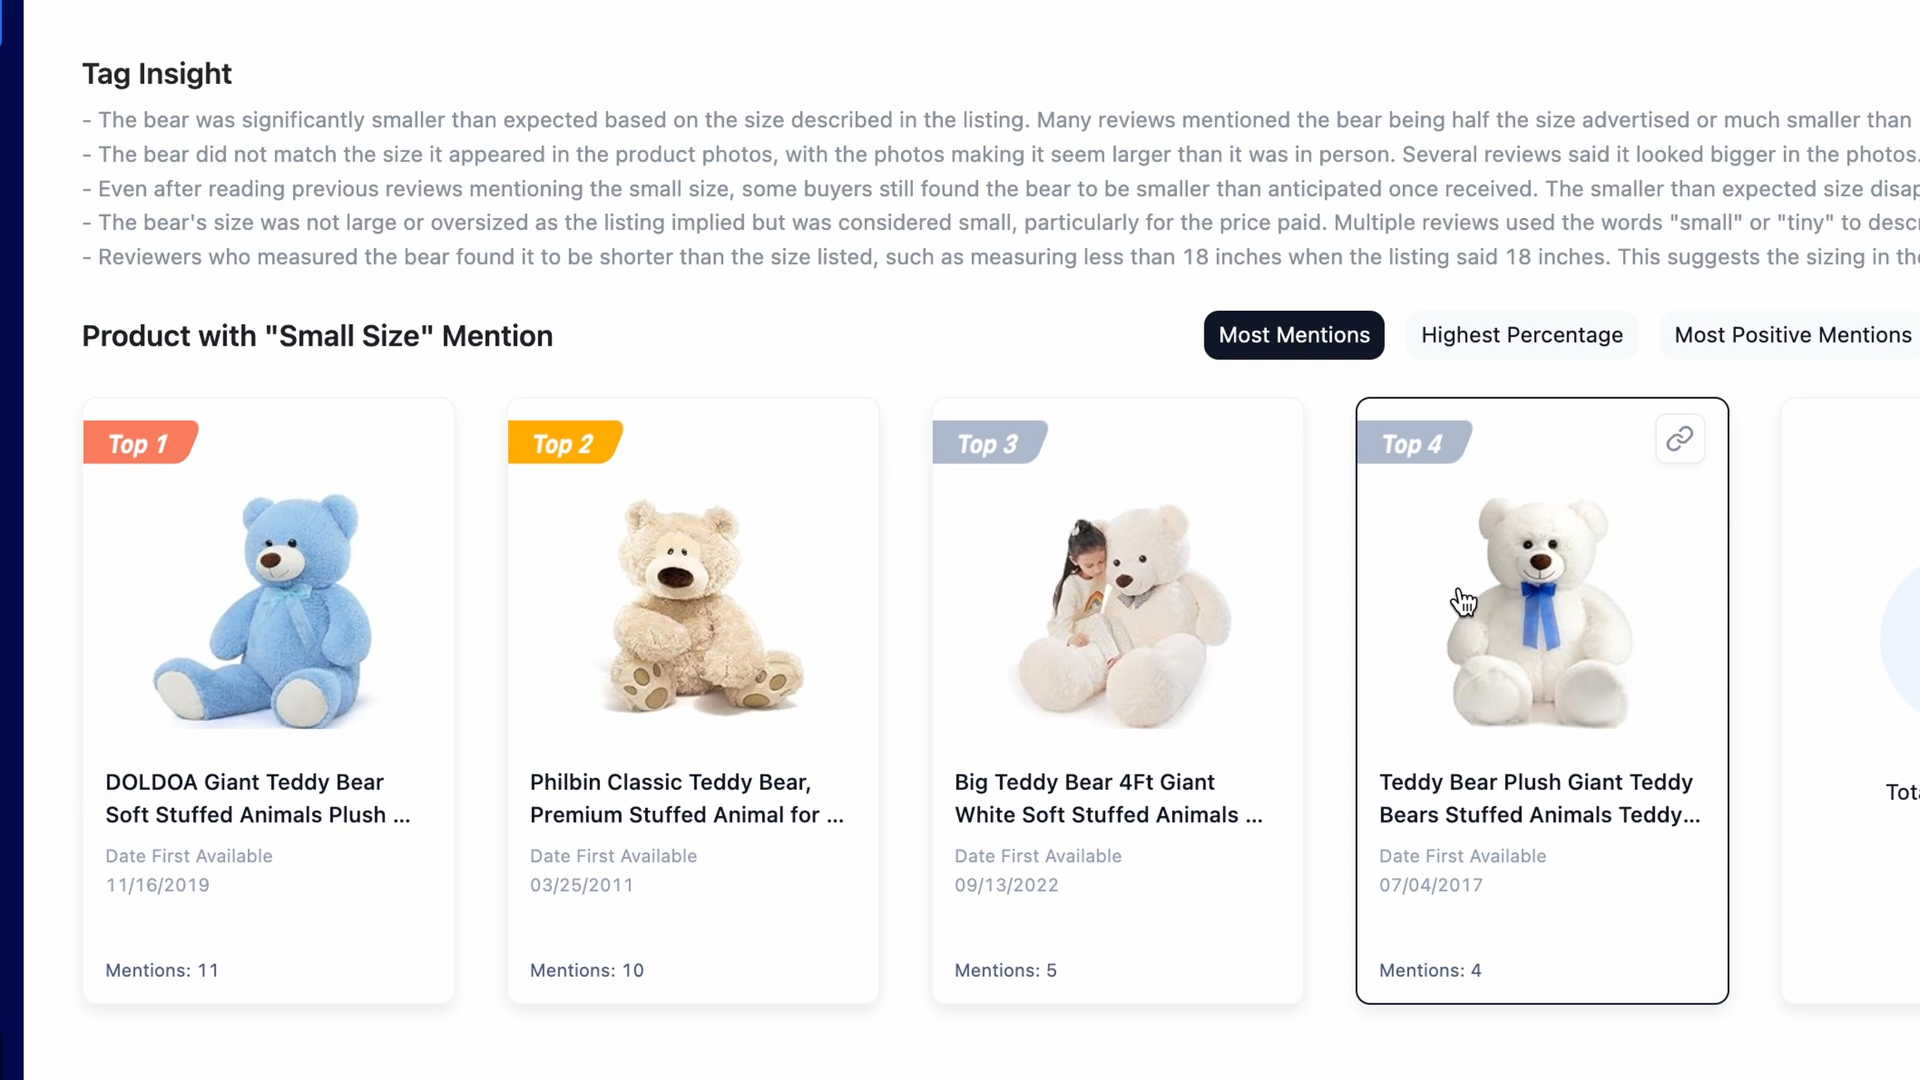 Tag Insight
- The bear was significantly smaller than expected based on the size described in the listing. Many reviews mentioned the bear being half the size advertised or much smaller than
- The bear did not match the size it appeared in the product photos, with the photos making it seem larger than it was in person. Several reviews said it looked bigger in the photos.
- Even after reading previous reviews mentioning the small size, some buyers still found the bear to be smaller than anticipated once received. The smaller than expected size
- The bear's size was not large or oversized as the listing implied but was considered small, particularly for the price paid. Multiple reviews used the words "small" or "tiny" to
- Reviewers who measured the bear found it to be shorter than the size listed, such as measuring less than 18 inches when the listing said 18 inches. This suggests the sizing in
Product with "Small Size" Mention
Most Mentions
Highest Percentage
Most Positive Mentions
Top 1
DOLDOA Giant Teddy Bear
Soft Stuffed Animals Plush ...
Date First Available
11/16/2019
Mentions: 11
Top 2
Philbin Classic Teddy Bear,
Premium Stuffed Animal for ...
Date First Available
03/25/2011
Mentions: 10
Top 3
Big Teddy Bear 4Ft Giant
White Soft Stuffed Animals ...
Date First Available
09/13/2022
Mentions: 5
Top 4
Teddy Bear Plush Giant Teddy
Bears Stuffed Animals Teddy...
Date First Available
07/04/2017
Mentions: 4